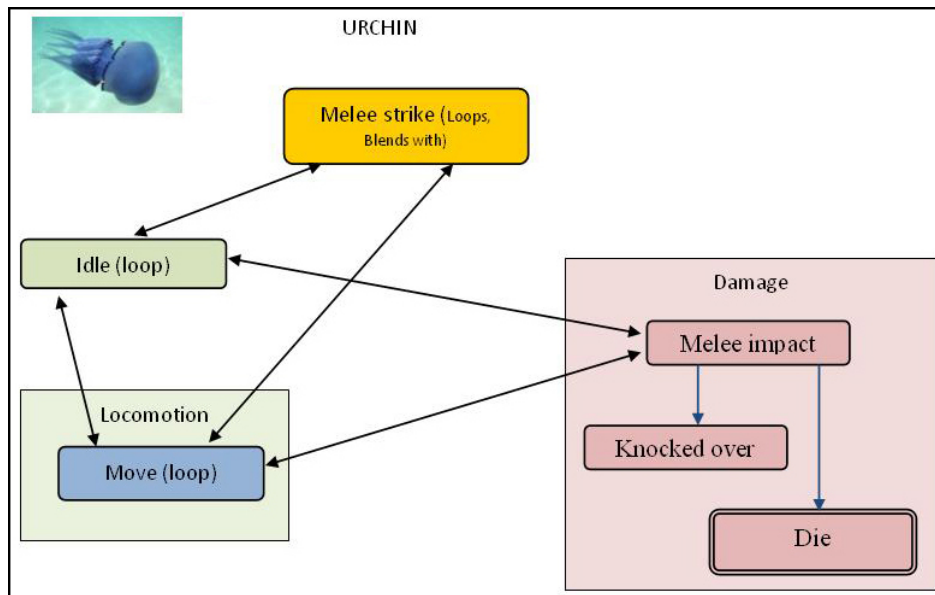 URCHIN
Melee strike (Loops,
Blends with)
Idle (loop)
Damage
Melee impact
Locomotion
Knocked over
Move (loop)
Die